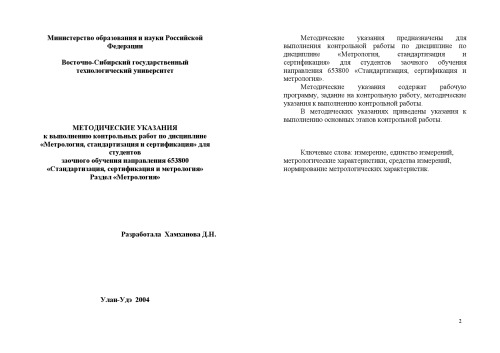 Министерство образования и науки Российской
Федерации
Восточно-Сибирский государственный
технологический университет
МЕТОДИЧЕСКИЕ УКАЗАНИЯ
к выполнению контрольных работ по дисциплине
«Метрология, стандартизация и сертификация» для
студентов
заочного обучения направления 653800
«Стандартизация, сертификация и метрология»
Раздел «Метрология»
Разработала Хамханова Д.Н.
Улан-Удэ 2004
Методические указания предназначены для
выполнения контрольной работы по дисциплине по
дисциплине «Метрология, стандартизация и
сертификация» для студентов заочного обучения
направления 653800 «Стандартизация, сертификация и
метрология».
Методические указания содержат рабочую
программу, задание на контрольную работу, методические
указания к выполнению контрольной работы.
В методических указаниях приведены указания к
выполнению основных этапов контрольной работы.
Ключевые слова: измерение, единство измерений,
метрологические характеристики, средства измерений,
нормирование метрологических характеристик.
2